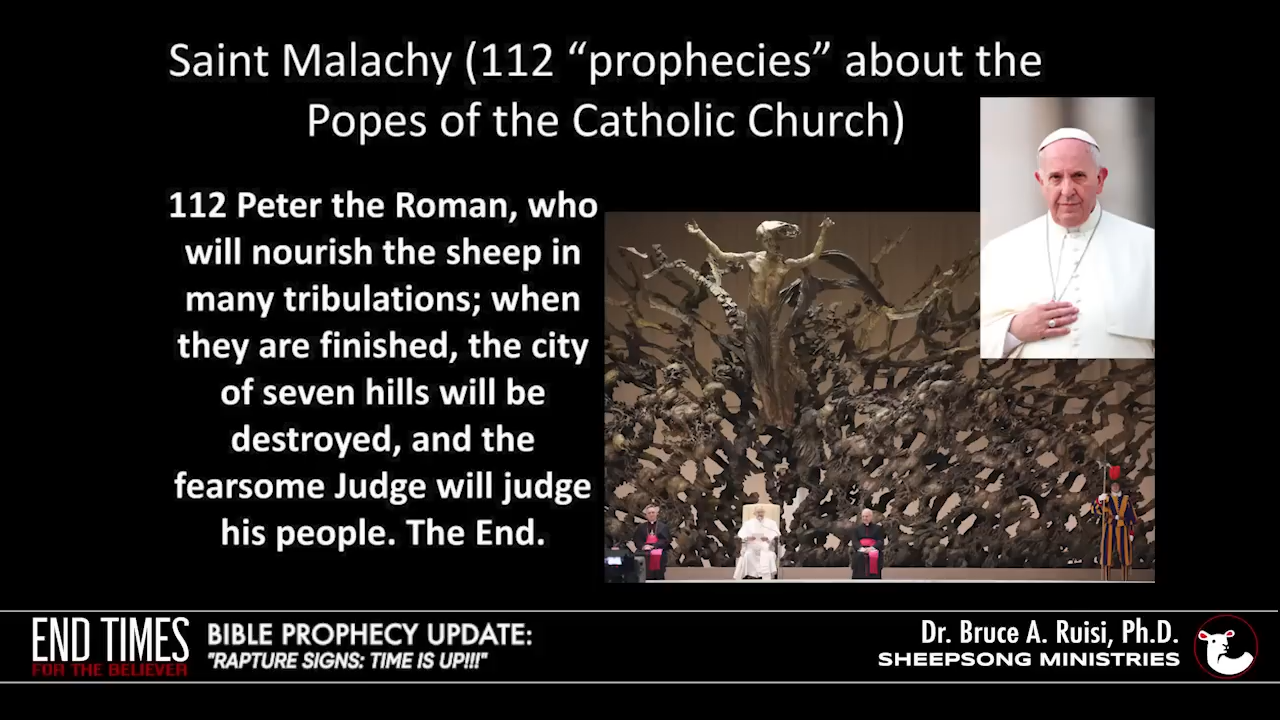 Saint Malachy (112 “prophecies” about the
Popes of the Catholic Church)
112 Peter the Roman, who
will nourish the sheep in
many tribulations; when
they are finished, the city
of seven hills will be
destroyed, and the
fearsome Judge will judge
his people. The End.
END TIMES
FOR THE BELIEVER
BIBLE PROPHECY UPDATE:
"RAPTURE SIGNS: TIME IS UP!!!"
Dr. Bruce A. Ruisi, Ph.D.
SHEEPSONG MINISTRIES